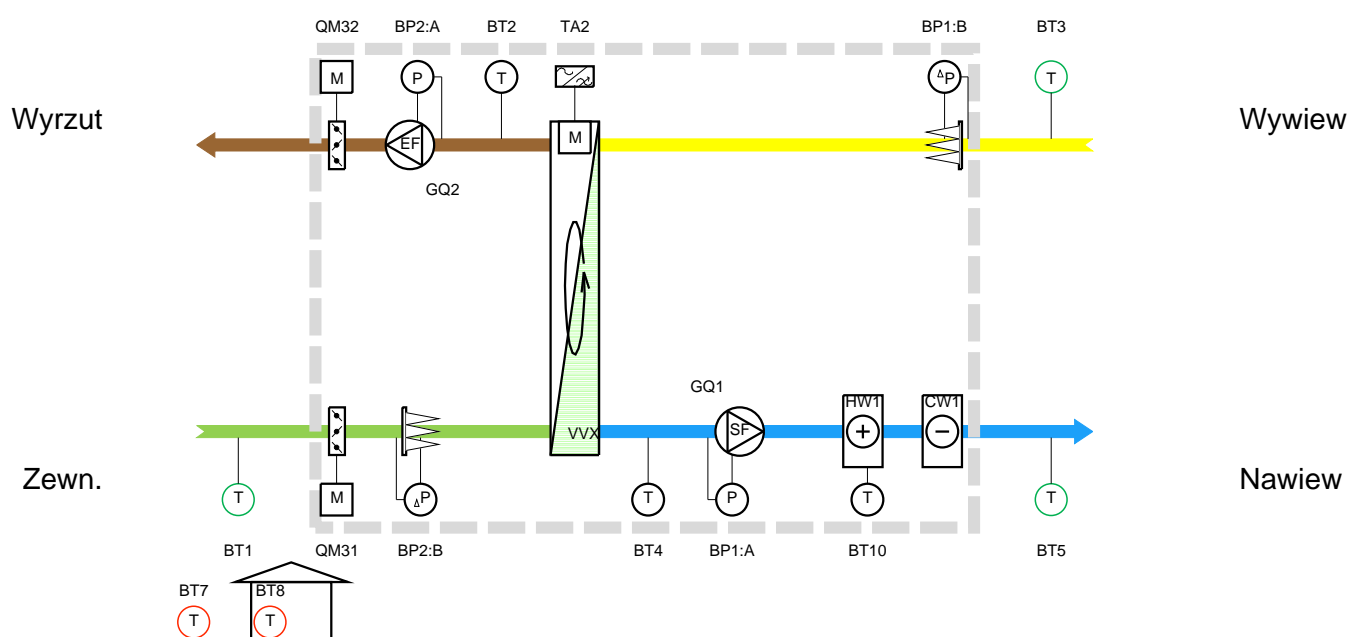 QM32 BP2:A BT2 TA2 BP1:B BT3
M P T ΔP T
Wyrzut Wywiew
EF M
GQ2
GQ1
HW1 CW1
VVX SF
Zewn. Nawiew
T M ΔP T P T T
BT1 QM31 BP2:B BT4 BP1:A BT10 BT5
BT7 BT8
T T